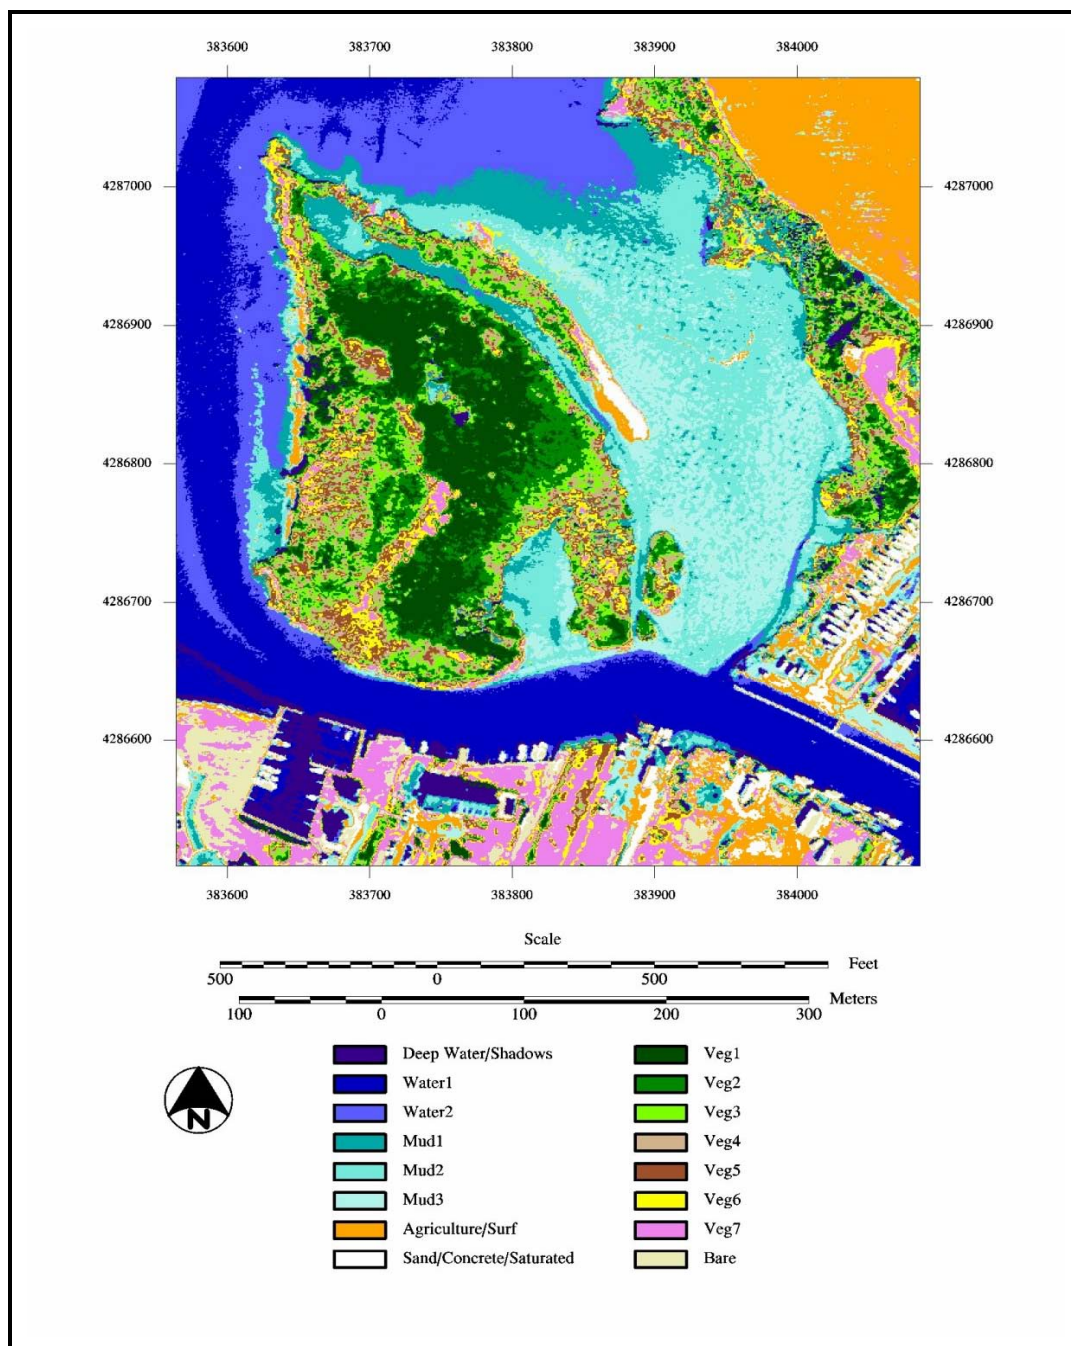 383600 383700 383800 383900 384000
4287000 4287000
4286900 4286900
4286800 4286800
4286700 4286700
4286600 4286600
383600 383700 383800 383900 384000
Scale
Feet
500 0 500
Meters
100 0 100 200 300
Deep Water/Shadows Veg1
Water1 Veg2
Water2 Veg3
Mud1 Veg4
Mud2 Veg5
Mud3 Veg6
Agriculture/Surf Veg7
Sand/Concrete/Saturated Bare
N